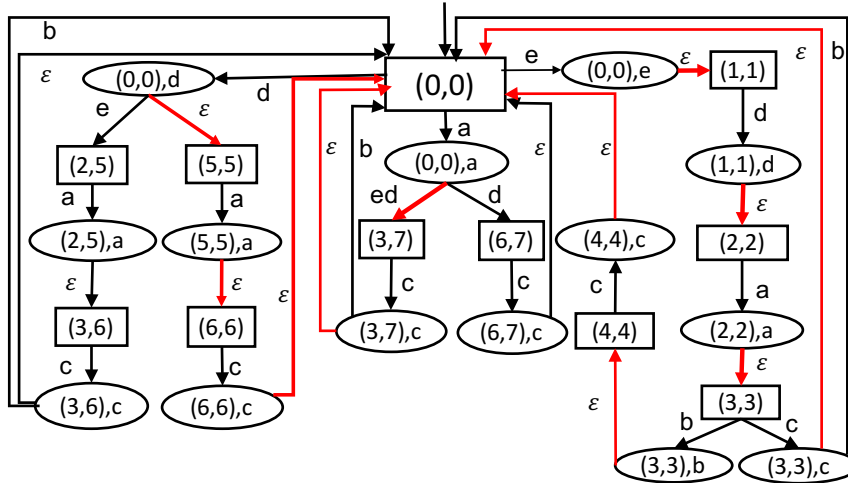 b
ε
(0,0),d
d
(0,0)
e
(0,0),e
ε
(1,1)
ε
b
e
ε
a
d
(2,5)
(5,5)
(0,0),a
(1,1),d
ε
b
ε
ε
a
a
ed
d
ε
(2,5),a
(5,5),a
(3,7)
(6,7)
(4,4),c
(2,2)
ε
ε
ε
c
c
c
a
(3,6)
(6,6)
(3,7),c
(6,7),c
(4,4)
(2,2),a
c
c
ε
(3,6),c
(6,6),c
ε
(3,3)
b
c
(3,3),b
(3,3),c